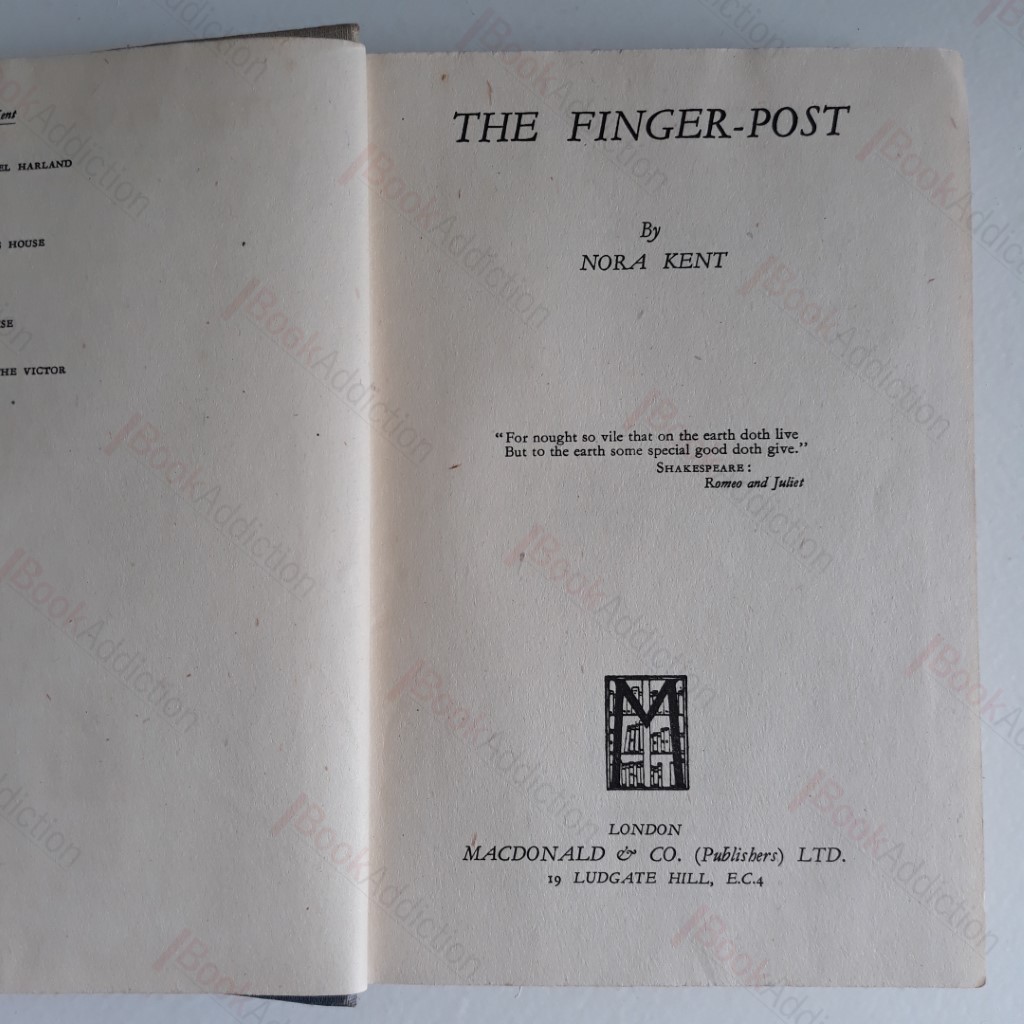 ent
EL HARLAND
HOUSE
SE
HE VICTOR
THE FINGER-POST
By
NORA KENT
“For nought so vile that on the earth doth live
But to the earth some special good doth give.”
SHAKESPEARE:
Romeo and Juliet
M
LONDON
MACDONALD & CO. (Publishers) LTD.
19 LUDGATE HILL, E.C.4
BookAddiction